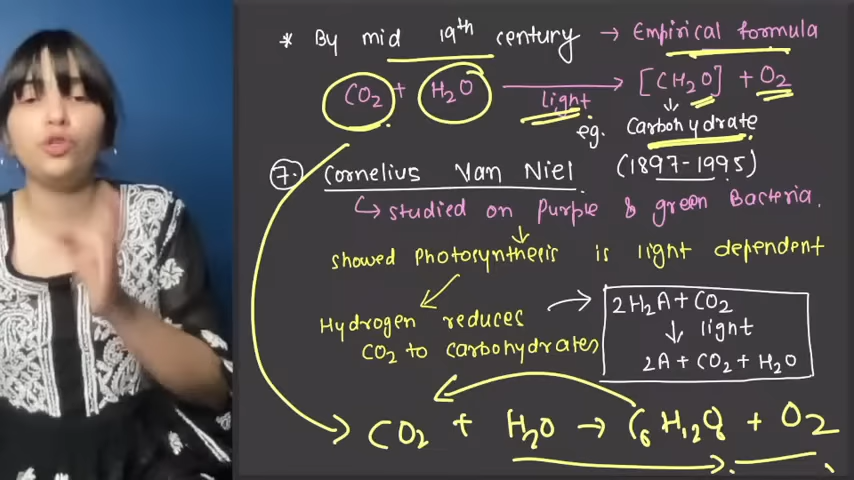 * By mid 19th century → Empirical formula
CO2 + H2O → light [CH2O] + O2
eg. Carbohydrate
7. Cornelius Van Niel (1897-1995)
↳ studied on Purple & green Bacteria.
showed Photosynthesis is light dependent
Hydrogen reduces
CO2 to carbohydrates
2H2A + CO2
↓ light
2A + CO2 + H2O
CO2 + H2O → C6H12O6 + O2